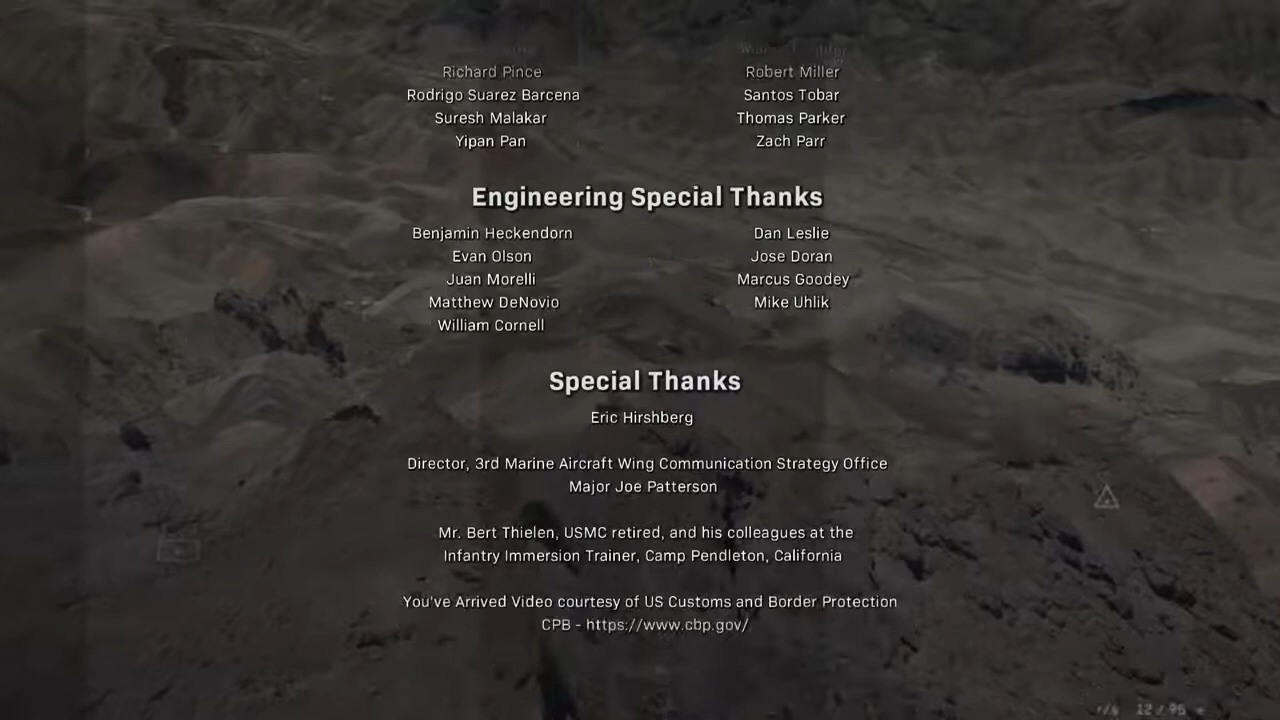 Richard Pince
Robert Miller
Rodrigo Suarez Barcena
Santos Tobar
Suresh Malakar
Thomas Parker
Yipan Pan
Zach Parr
Engineering Special Thanks
Benjamin Heckendorn
Dan Leslie
Evan Olson
Jose Doran
Juan Morelli
Marcus Goodey
Matthew DeNovio
Mike Uhlik
William Cornell
Special Thanks
Eric Hirshberg
Director, 3rd Marine Aircraft Wing Communication Strategy Office
Major Joe Patterson
Mr. Bert Thielen, USMC retired, and his colleagues at the
Infantry Immersion Trainer, Camp Pendleton, California
You've Arrived Video courtesy of US Customs and Border Protection
CPB - https://www.cbp.gov/